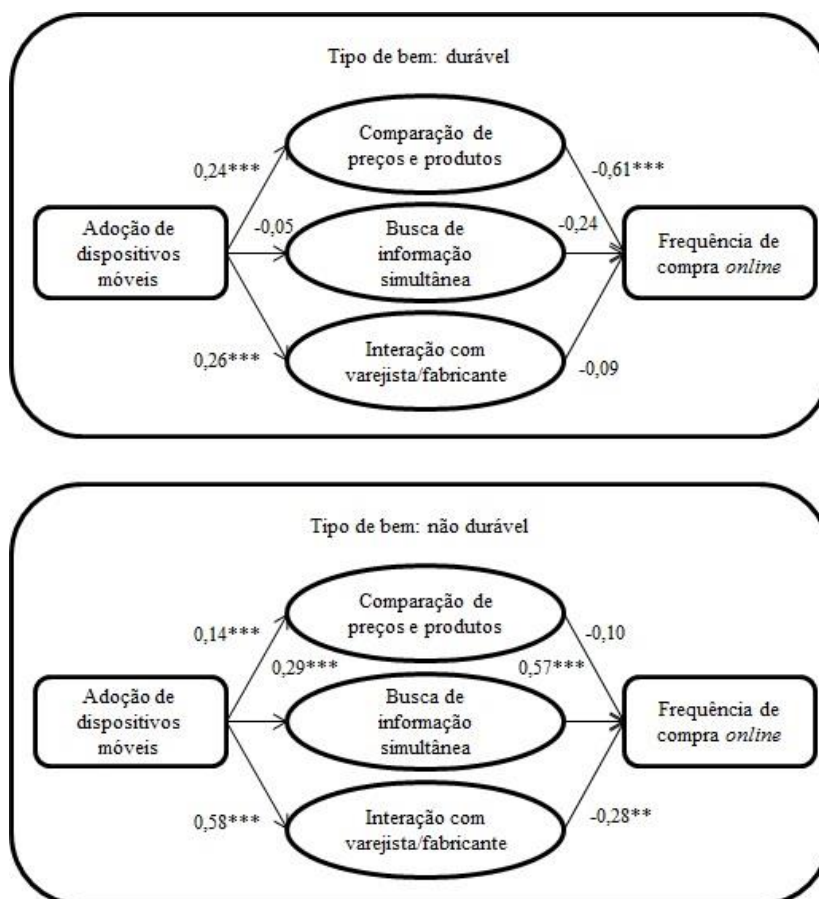 Tipo de bem: durável
Comparação de
preços e produtos
0,24***
-0,61***
Adoção de
dispositivos
móveis
-0,05
Busca de
informação
simultânea
-0,24
Frequência de
compra online
0,26***
Interação com
varejista/fabricante
-0,09
Tipo de bem: não durável
Comparação de
preços e produtos
0,14***
-0,10
0,29***
0,57***
Adoção de
dispositivos
móveis
Busca de
informação
simultânea
Frequência de
compra online
0,58***
Interação com
varejista/fabricante
-0,28**